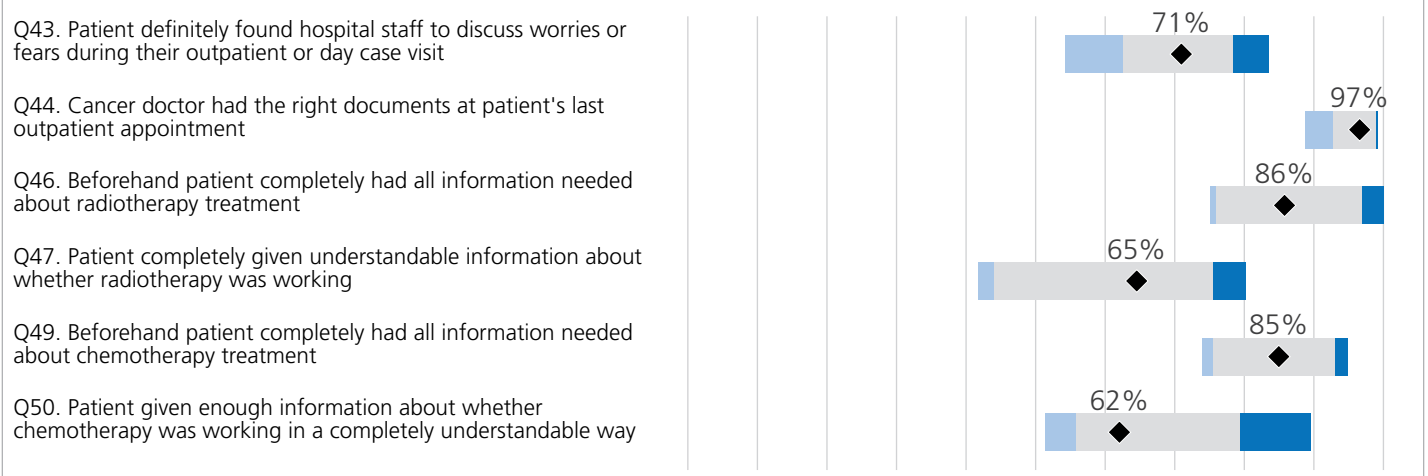 Q43. Patient definitely found hospital staff to discuss worries or
fears during their outpatient or day case visit
71%
Q44. Cancer doctor had the right documents at patient's last
outpatient appointment
97%
Q46. Beforehand patient completely had all information needed
about radiotherapy treatment
86%
Q47. Patient completely given understandable information about
whether radiotherapy was working
65%
Q49. Beforehand patient completely had all information needed
about chemotherapy treatment
85%
Q50. Patient given enough information about whether
chemotherapy was working in a completely understandable way
62%